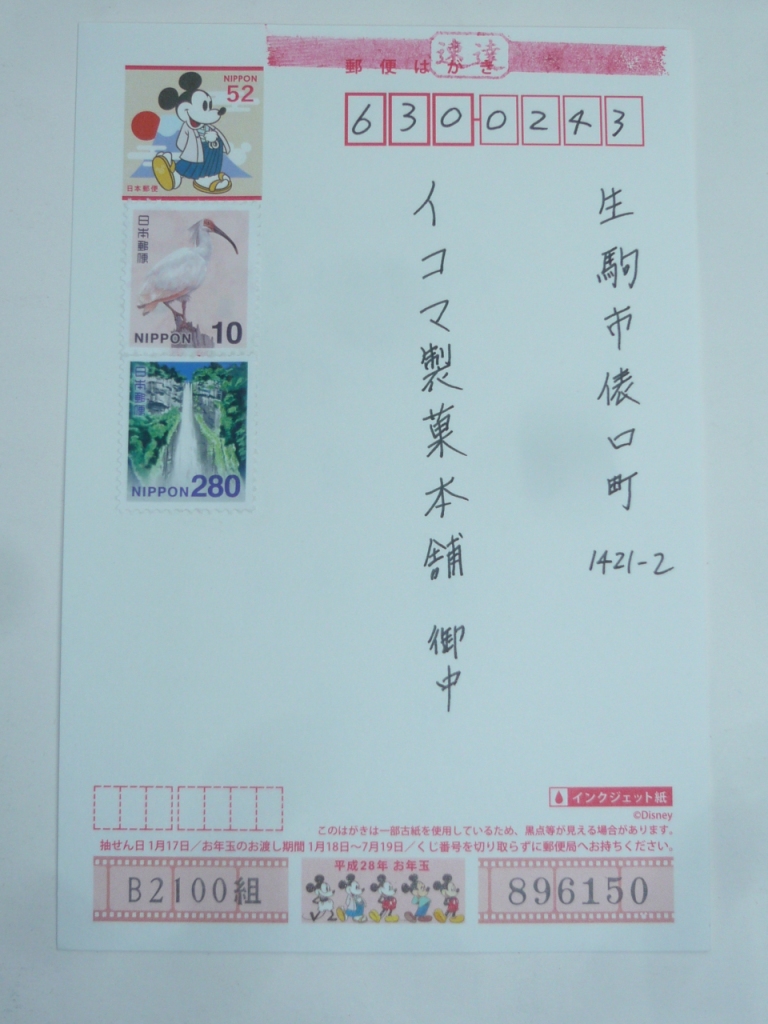 速達
郵便はがき
NIPPON
52
日本郵便
6300243
日本郵便
NIPPON 10
日本郵便
NIPPON 280
生駒市俵口町
1421-2
イコマ製菓本舗 御中
インクジェット紙
©Disney
このはがきは一部古紙を使用しているため、黒点等が見える場合があります。
抽せん日 1月17日/お年玉のお渡し期間 1月18日~7月19日/くじ番号を切り取らずに郵便局へお持ちください。
平成28年 お年玉
B2100組
896150